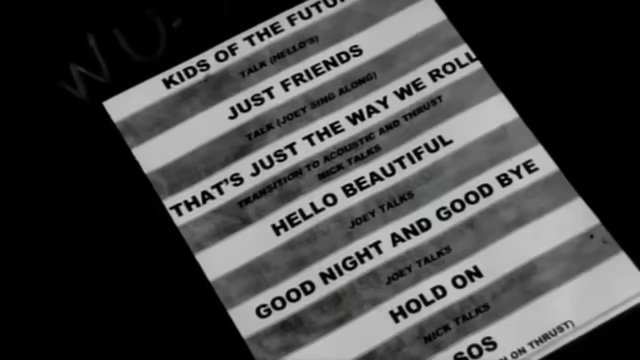 WU-
KIDS OF THE FUTU
TALK (HELLO'S)
JUST FRIENDS
TALK (JOEY SING ALONG)
THAT'S JUST THE WAY WE ROLL
TRANSITION TO ACOUSTIC AND THRUST
NICK TALKS
HELLO BEAUTIFUL
JOEY TALKS
GOOD NIGHT AND GOOD BYE
JOEY TALKS
HOLD ON
NICK TALKS
SOS
ON THRUST)